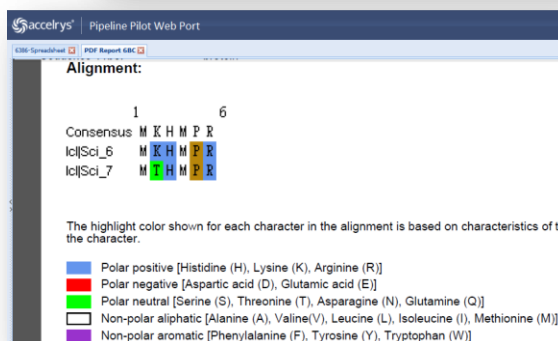 accelrys® Pipeline Pilot Web Port
6386-Spreadsheet PDF Report 6BC
Alignment:
1 6
Consensus M K H M P R
lcl|Sci_6 M K H M P R
lcl|Sci_7 M T H M P R
The highlight color shown for each character in the alignment is based on characteristics of t
the character.
Polar positive [Histidine (H), Lysine (K), Arginine (R)]
Polar negative [Aspartic acid (D), Glutamic acid (E)]
Polar neutral [Serine (S), Threonine (T), Asparagine (N), Glutamine (Q)]
Non-polar aliphatic [Alanine (A), Valine(V), Leucine (L), Isoleucine (I), Methionine (M)]
Non-polar aromatic [Phenylalanine (F), Tyrosine (Y), Tryptophan (W)]